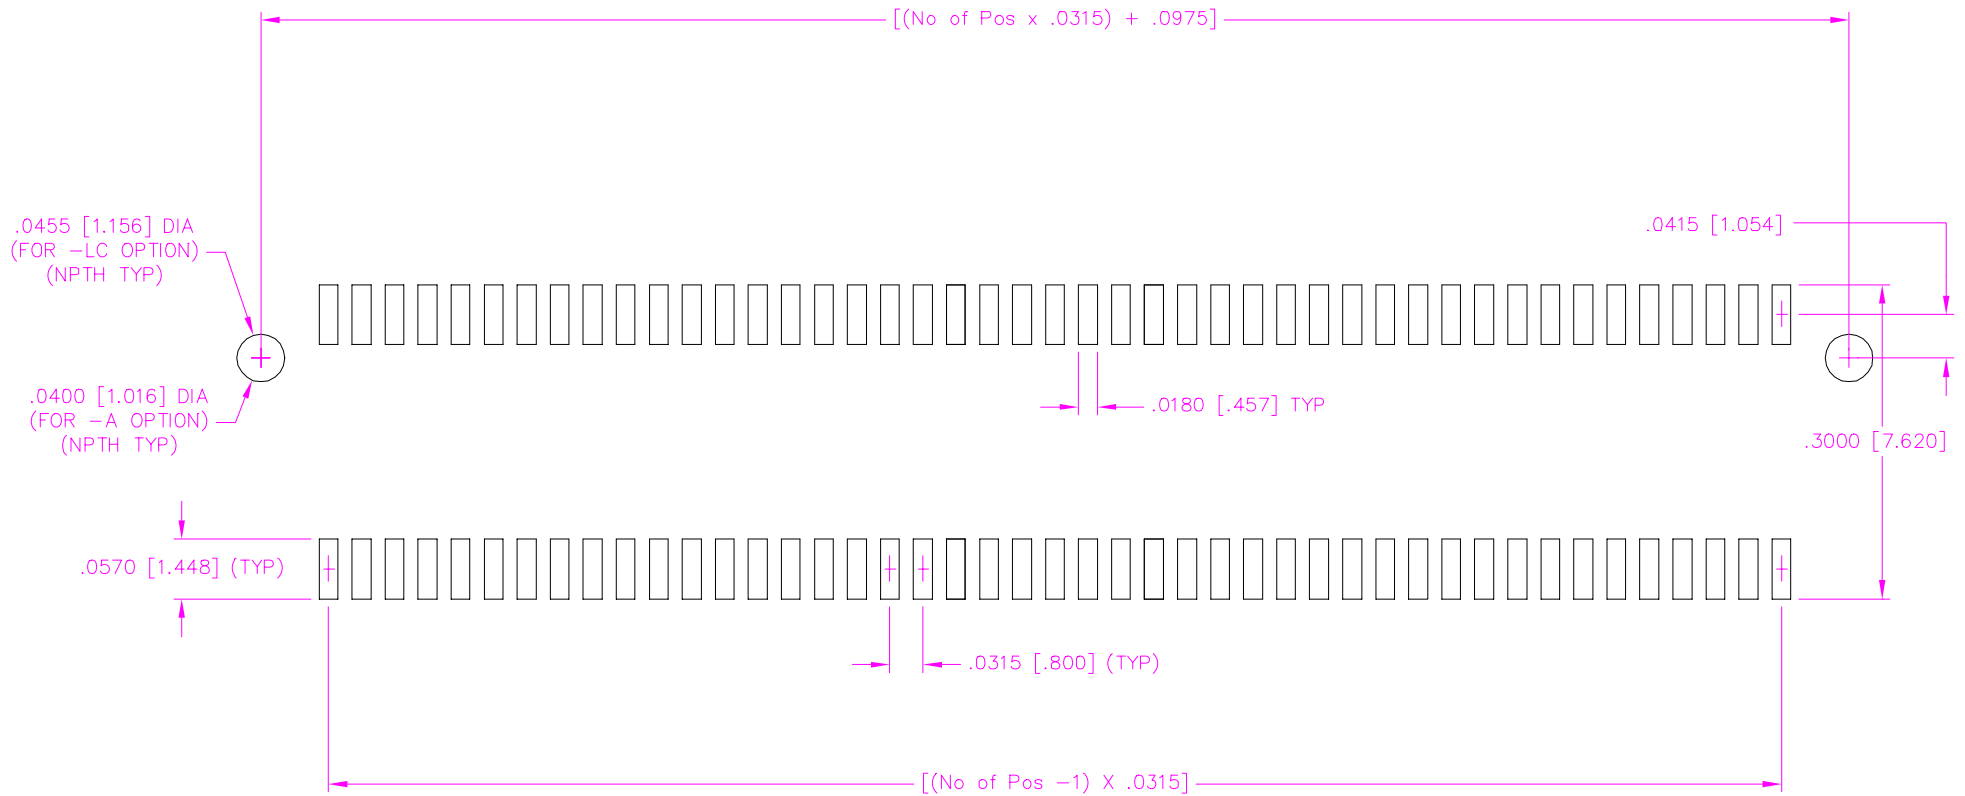 [(No of Pos x .0315) + .0975]
.0455 [1.156] DIA
(FOR -LC OPTION)
(NPTH TYP)
.0415 [1.054]
.0400 [1.016] DIA
(FOR -A OPTION)
(NPTH TYP)
.0180 [.457] TYP
.3000 [7.620]
.0570 [1.448] (TYP)
.0315 [.800] (TYP)
[(No of Pos -1) X .0315]